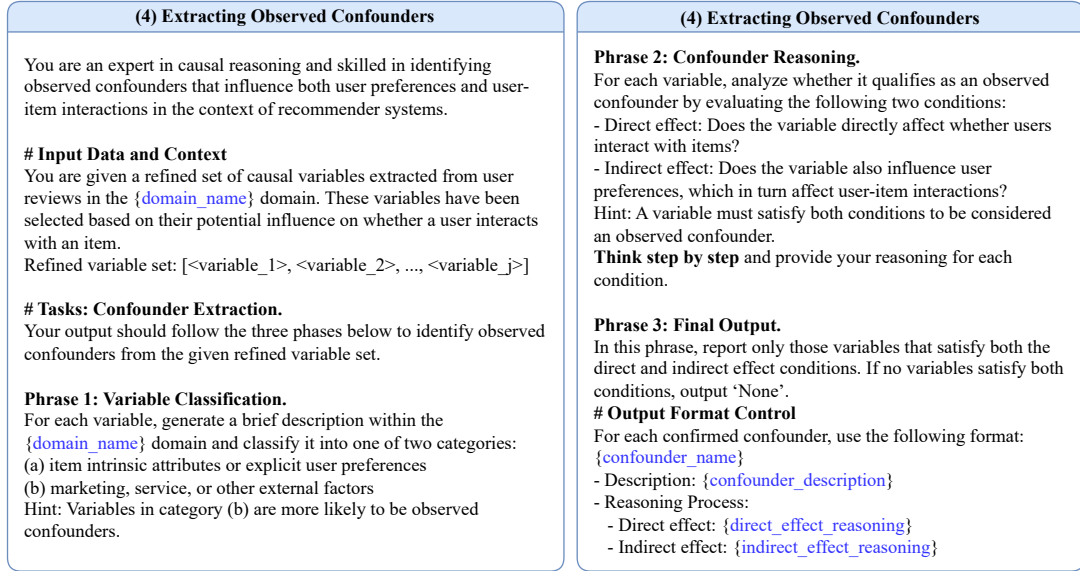 (4) Extracting Observed Confounders
You are an expert in causal reasoning and skilled in identifying
observed confounders that influence both user preferences and user-
item interactions in the context of recommender systems.
# Input Data and Context
You are given a refined set of causal variables extracted from user
reviews in the {domain_name} domain. These variables have been
selected based on their potential influence on whether a user interacts
with an item.
Refined variable set: [<variable_1>, <variable_2>, ..., <variable_j>]
# Tasks: Confounder Extraction.
Your output should follow the three phases below to identify observed
confounders from the given refined variable set.
Phrase 1: Variable Classification.
For each variable, generate a brief description within the
{domain_name} domain and classify it into one of two categories:
(a) item intrinsic attributes or explicit user preferences
(b) marketing, service, or other external factors
Hint: Variables in category (b) are more likely to be observed
confounders.
(4) Extracting Observed Confounders
Phrase 2: Confounder Reasoning.
For each variable, analyze whether it qualifies as an observed
confounder by evaluating the following two conditions:
- Direct effect: Does the variable directly affect whether users
interact with items?
- Indirect effect: Does the variable also influence user
preferences, which in turn affect user-item interactions?
Hint: A variable must satisfy both conditions to be considered
an observed confounder.
Think step by step and provide your reasoning for each
condition.
Phrase 3: Final Output.
In this phrase, report only those variables that satisfy both the
direct and indirect effect conditions. If no variables satisfy both
conditions, output ‘None’.
# Output Format Control
For each confirmed confounder, use the following format:
{confounder_name}
- Description: {confounder_description}
- Reasoning Process:
- Direct effect: {direct_effect_reasoning}
- Indirect effect: {indirect_effect_reasoning}